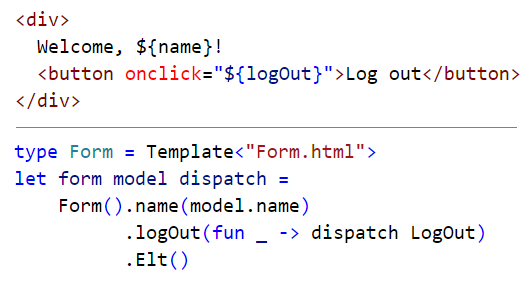 <div>
  Welcome, ${name}!
  <button onclick="${logOut}">Log out</button>
</div>
type Form = Template<"Form.html">
let form model dispatch =
    Form().name(model.name)
          .logOut(fun _ -> dispatch LogOut)
          .Elt()